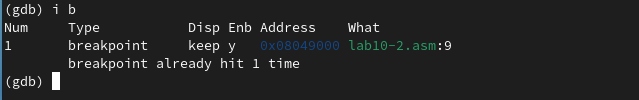 (gdb) i b
Num     Type           Disp Enb Address    What
1       breakpoint     keep y   0x08049000 lab10-2.asm:9
        breakpoint already hit 1 time
(gdb)